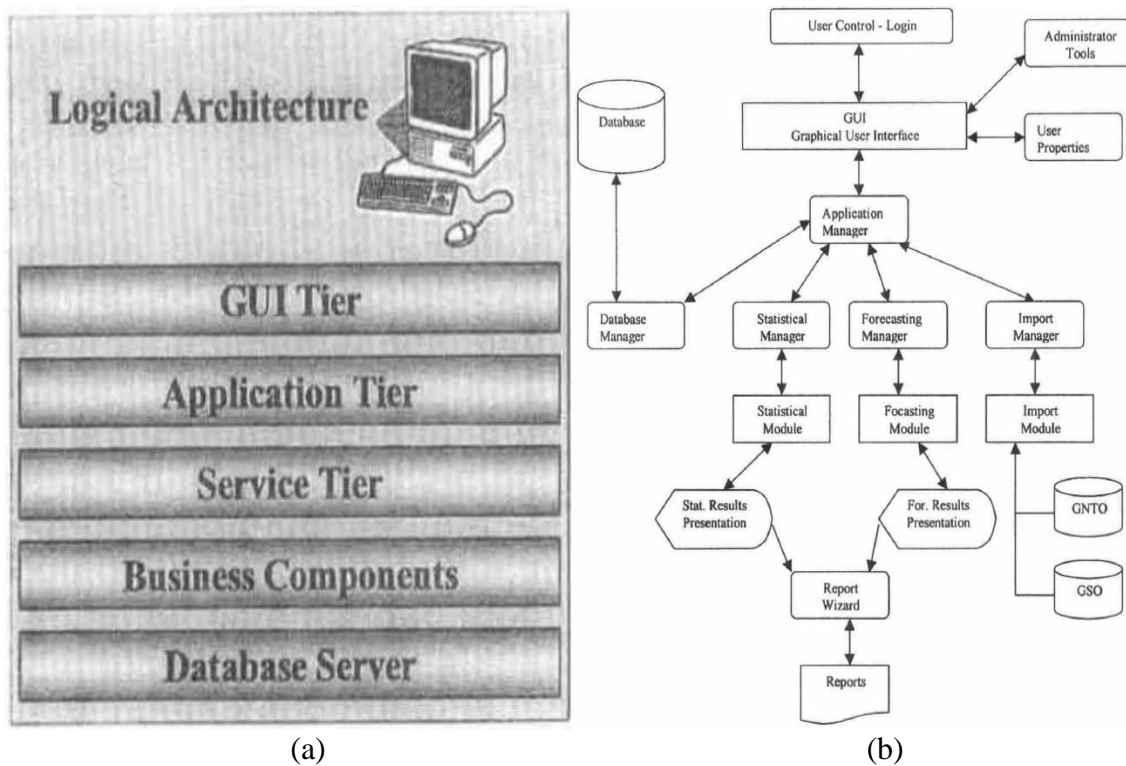 Logical Architecture
GUI Tier
Application Tier
Service Tier
Business Components
Database Server
(a)
User Control - Login
Administrator
Tools
Database
GUI
Graphical User Interface
User
Properties
Application
Manager
Database
Manager
Statistical
Manager
Forecasting
Manager
Import
Manager
Statistical
Module
Focasting
Module
Import
Module
Stat. Results
Presentation
For. Results
Presentation
GNTO
Report
Wizard
GSO
Reports
(b)